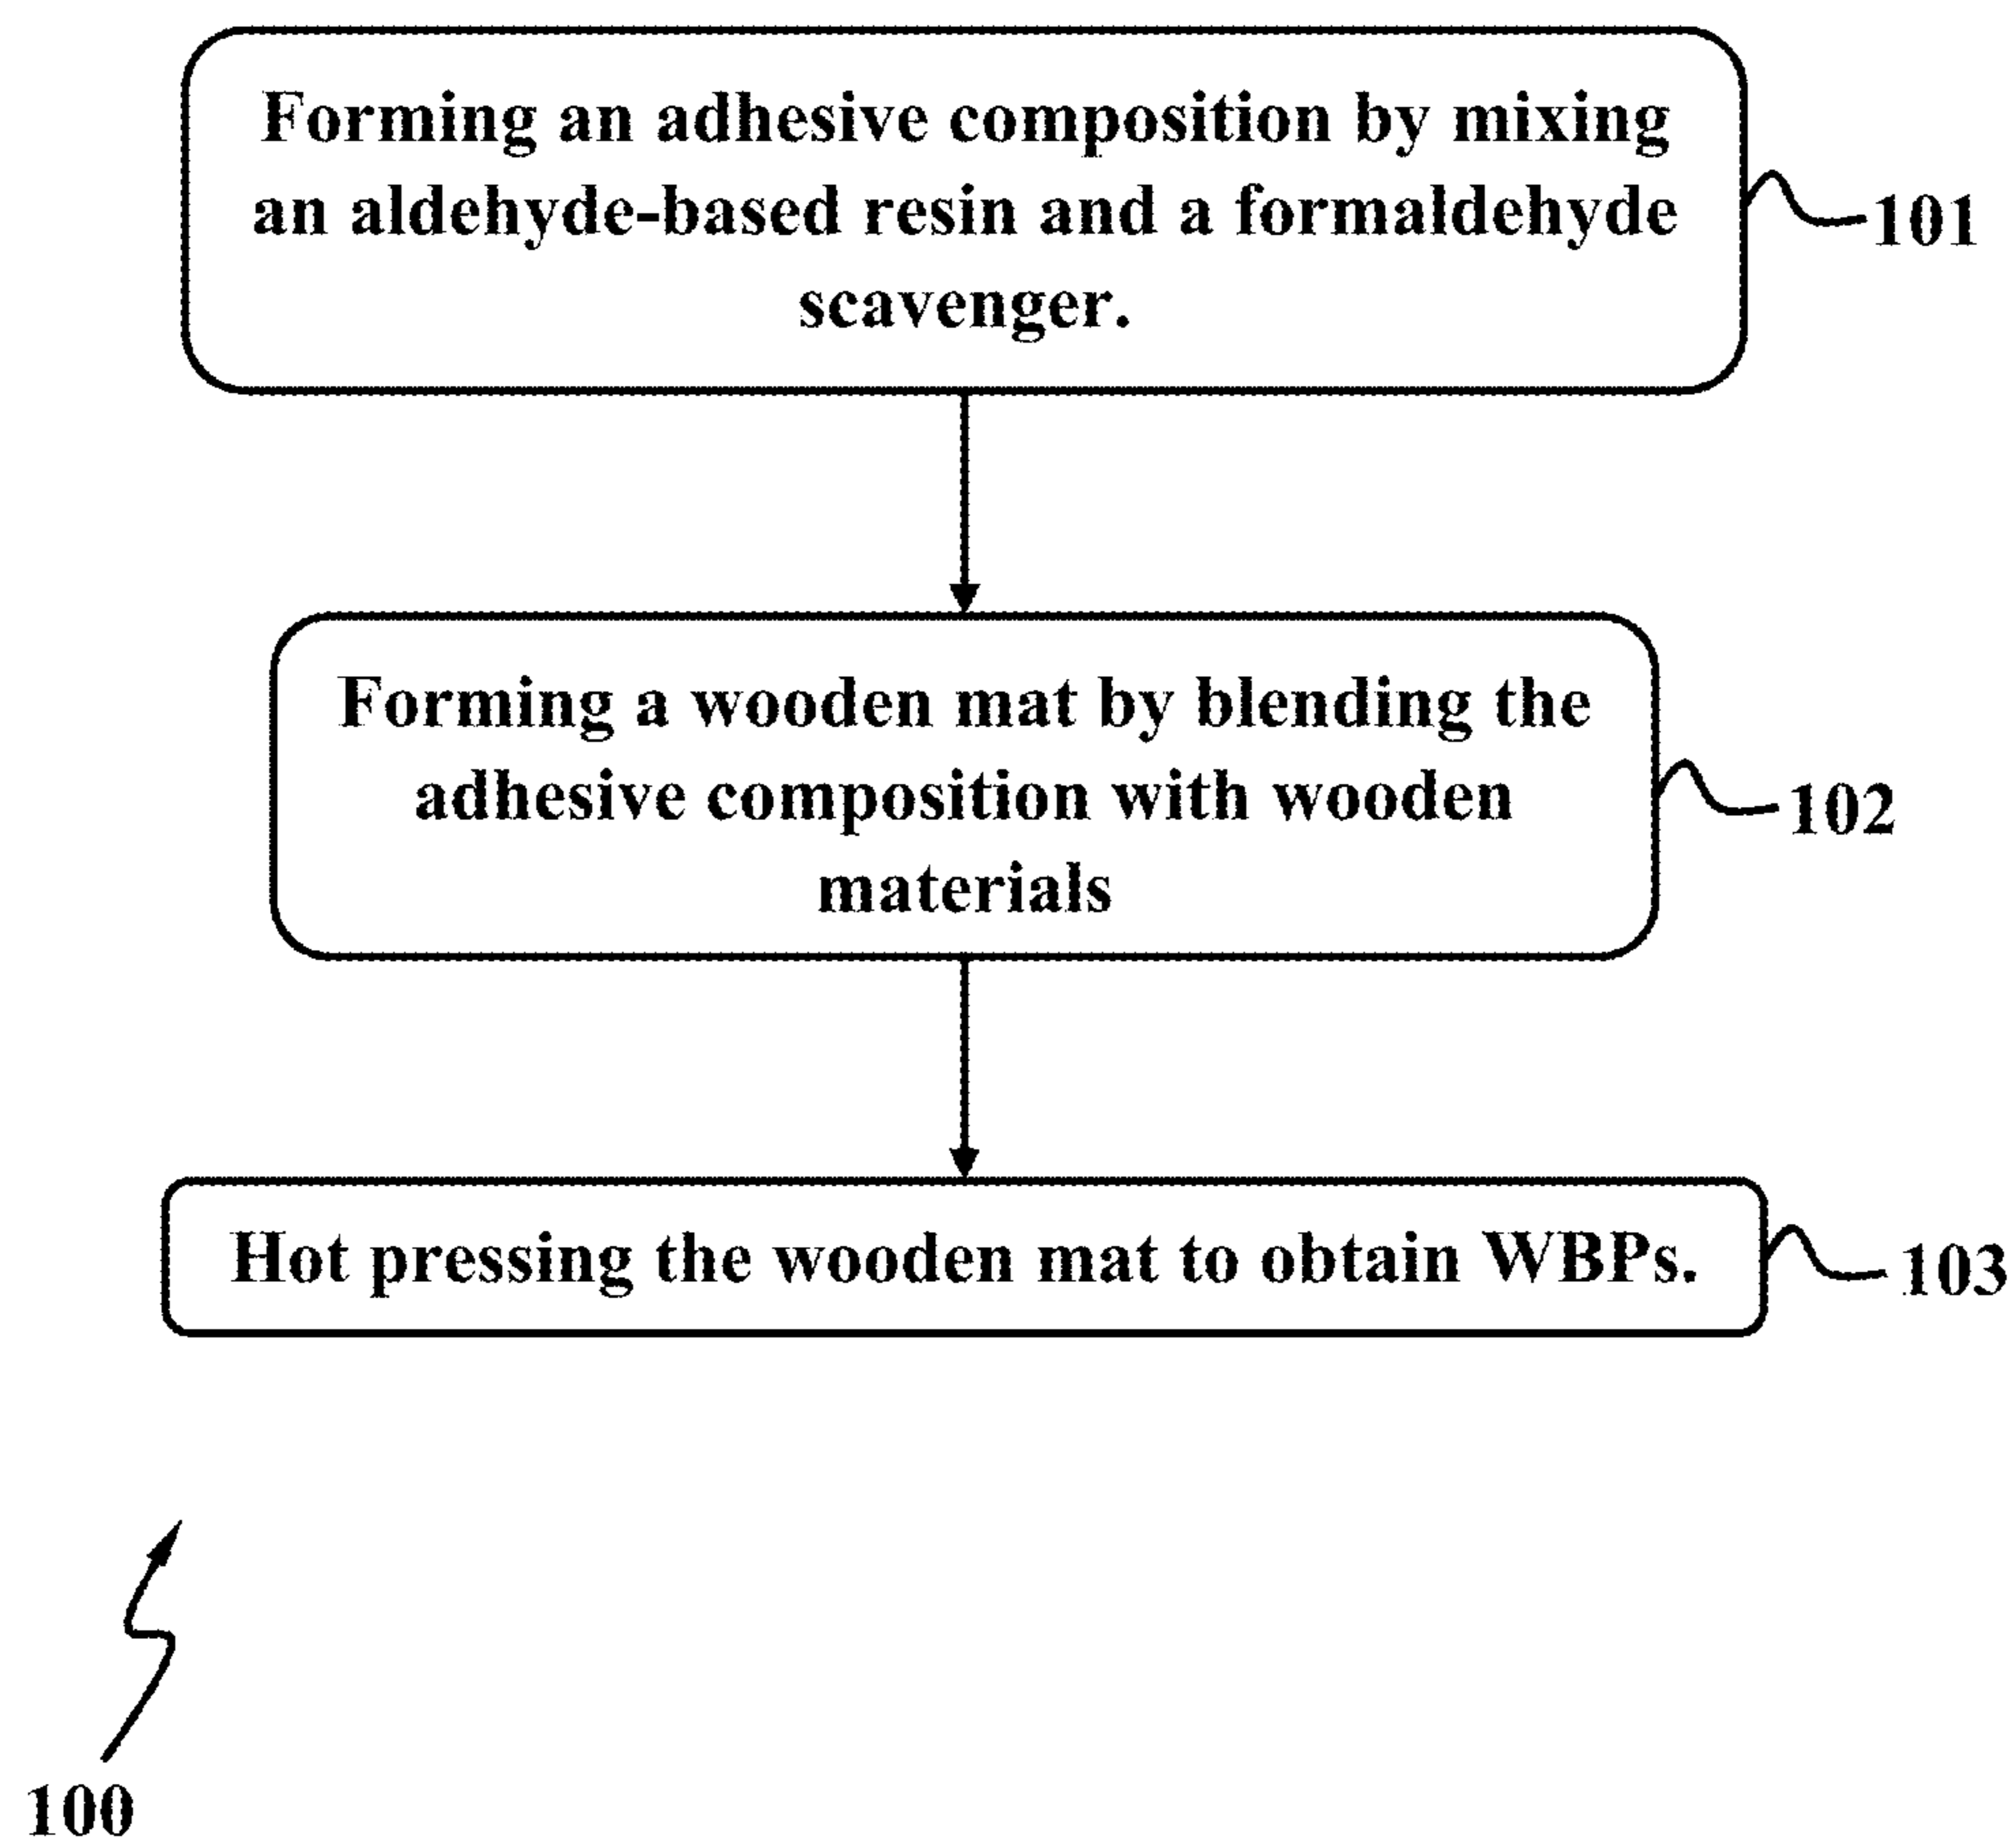 Forming an adhesive composition by mixing
an aldehyde-based resin and a formaldehyde
scavenger.
101
Forming a wooden mat by blending the
adhesive composition with wooden
materials
102
Hot pressing the wooden mat to obtain WBPs.
103
100